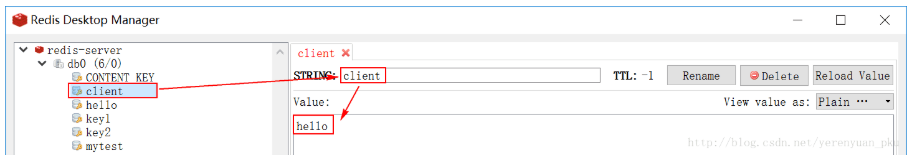 Redis Desktop Manager
redis-server
db0 (6/0)
CONTENT_KEY
client
hello
key1
key2
mytest
client
STRING: client TTL: -1 Rename Delete Reload Value
Value: View value as: Plain ⋯
hello
http://blog.csdn.net/yerenyuan_pku